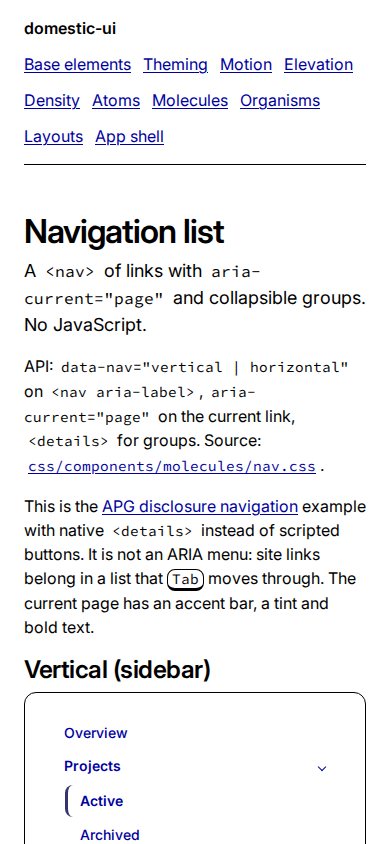 domestic-ui
Base elements Theming Motion Elevation
Density Atoms Molecules Organisms
Layouts App shell
Navigation list
A <nav> of links with aria-
current="page" and collapsible groups.
No JavaScript.
API: data-nav="vertical | horizontal"
on <nav aria-label>, aria-
current="page" on the current link,
<details> for groups. Source:
css/components/molecules/nav.css.
This is the APG disclosure navigation example
with native <details> instead of scripted
buttons. It is not an ARIA menu: site links
belong in a list that Tab moves through. The
current page has an accent bar, a tint and
bold text.
Vertical (sidebar)
Overview
Projects
Active
Archived